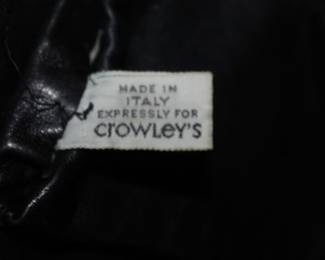 MADE IN
ITALY
EXPRESSLY FOR
crowley's